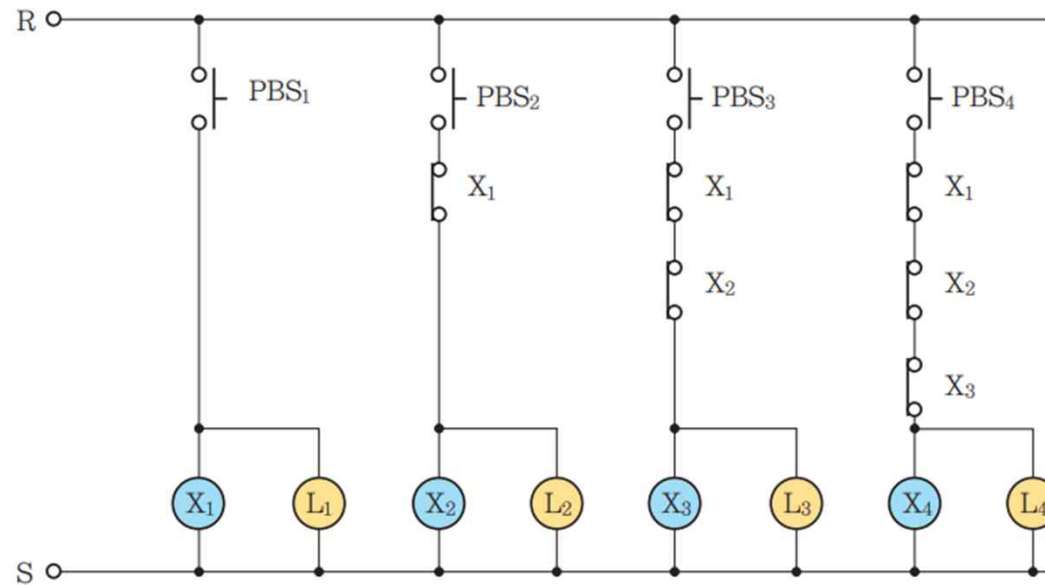 R
PBS₁
PBS₂
PBS₃
PBS₄
X₁
X₁
X₁
X₂
X₂
X₃
X₁
L₁
X₂
L₂
X₃
L₃
X₄
L₄
S